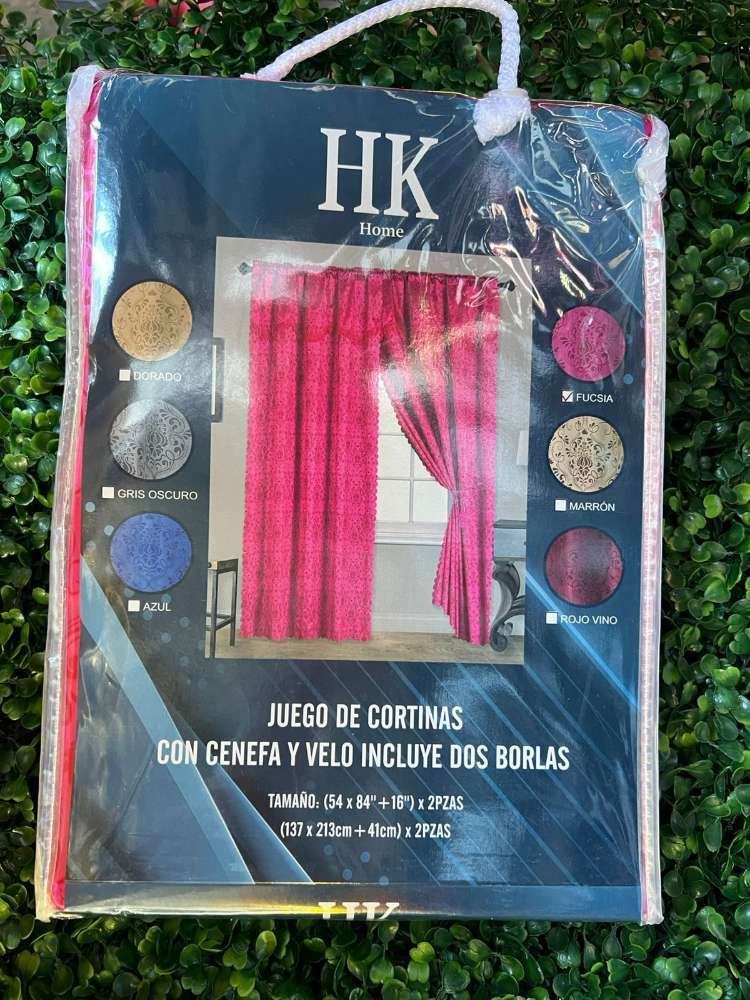 HK
Home
DORADO
GRIS OSCURO
AZUL
FUCSIA
MARRÓN
ROJO VINO
JUEGO DE CORTINAS
CON CENEFA Y VELO INCLUYE DOS BORLAS
TAMAÑO: (54 x 84"+16") x 2PZAS
(137 x 213cm+41cm) x 2PZAS
HK